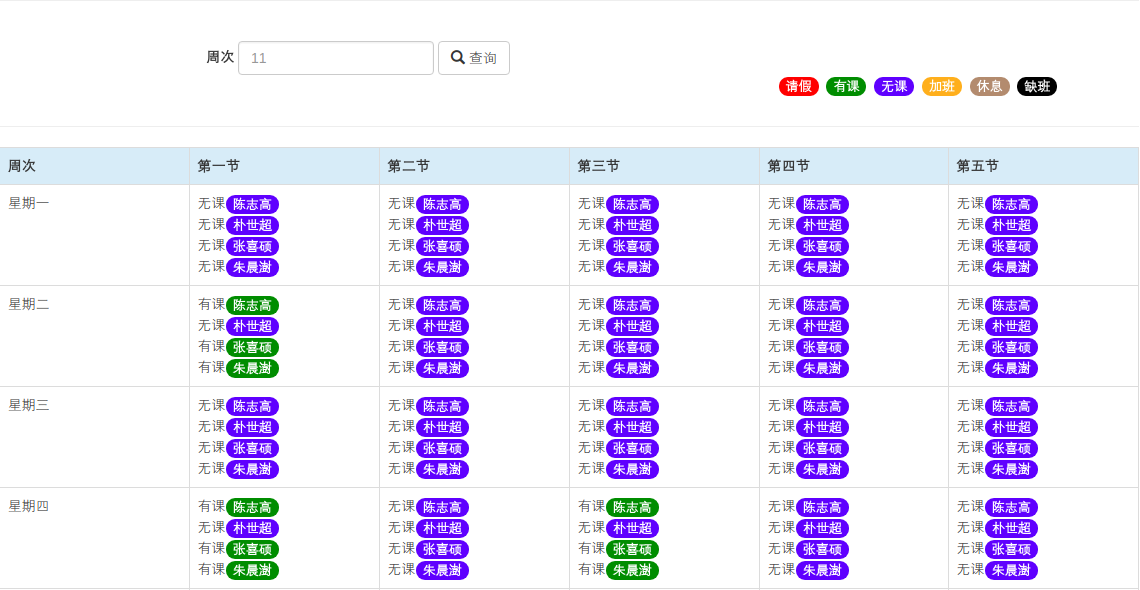 周次 11 查询
请假 有课 无课 加班 休息 缺班
周次 第一节 第二节 第三节 第四节 第五节
星期一 无课陈志高 无课陈志高 无课陈志高 无课陈志高 无课陈志高
无课朴世超 无课朴世超 无课朴世超 无课朴世超 无课朴世超
无课张喜硕 无课张喜硕 无课张喜硕 无课张喜硕 无课张喜硕
无课朱晨澍 无课朱晨澍 无课朱晨澍 无课朱晨澍 无课朱晨澍
星期二 有课陈志高 无课陈志高 无课陈志高 无课陈志高 无课陈志高
无课朴世超 无课朴世超 无课朴世超 无课朴世超 无课朴世超
有课张喜硕 无课张喜硕 无课张喜硕 无课张喜硕 无课张喜硕
有课朱晨澍 无课朱晨澍 无课朱晨澍 无课朱晨澍 无课朱晨澍
星期三 无课陈志高 无课陈志高 无课陈志高 无课陈志高 无课陈志高
无课朴世超 无课朴世超 无课朴世超 无课朴世超 无课朴世超
无课张喜硕 无课张喜硕 无课张喜硕 无课张喜硕 无课张喜硕
无课朱晨澍 无课朱晨澍 无课朱晨澍 无课朱晨澍 无课朱晨澍
星期四 有课陈志高 无课陈志高 有课陈志高 无课陈志高 无课陈志高
无课朴世超 无课朴世超 无课朴世超 无课朴世超 无课朴世超
有课张喜硕 无课张喜硕 有课张喜硕 无课张喜硕 无课张喜硕
有课朱晨澍 无课朱晨澍 有课朱晨澍 无课朱晨澍 无课朱晨澍